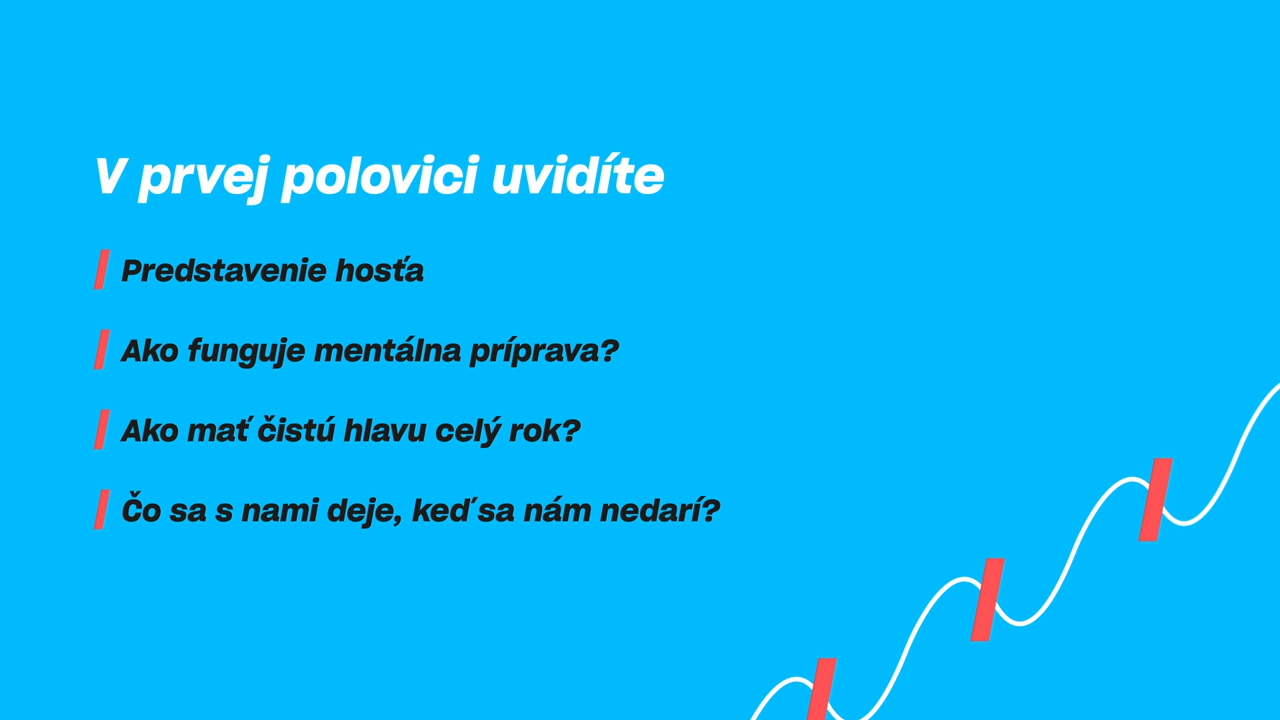 V prvej polovici uvidíte
Predstavenie hosťa
Ako funguje mentálna príprava?
Ako mať čistú hlavu celý rok?
Čo sa s nami deje, keď sa nám nedarí?